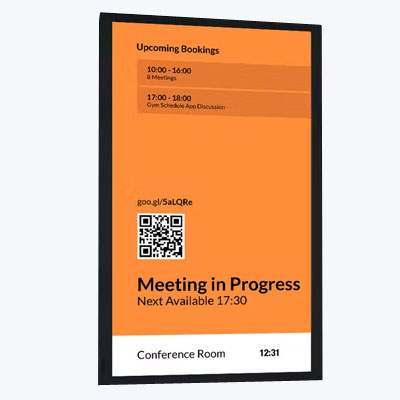 Upcoming Bookings
10:00 - 16:00
8 Meetings
17:00 - 18:00
Gym Schedule App Discussion
goo.gl/5aLQRe
Meeting in Progress
Next Available 17:30
Conference Room 12:31